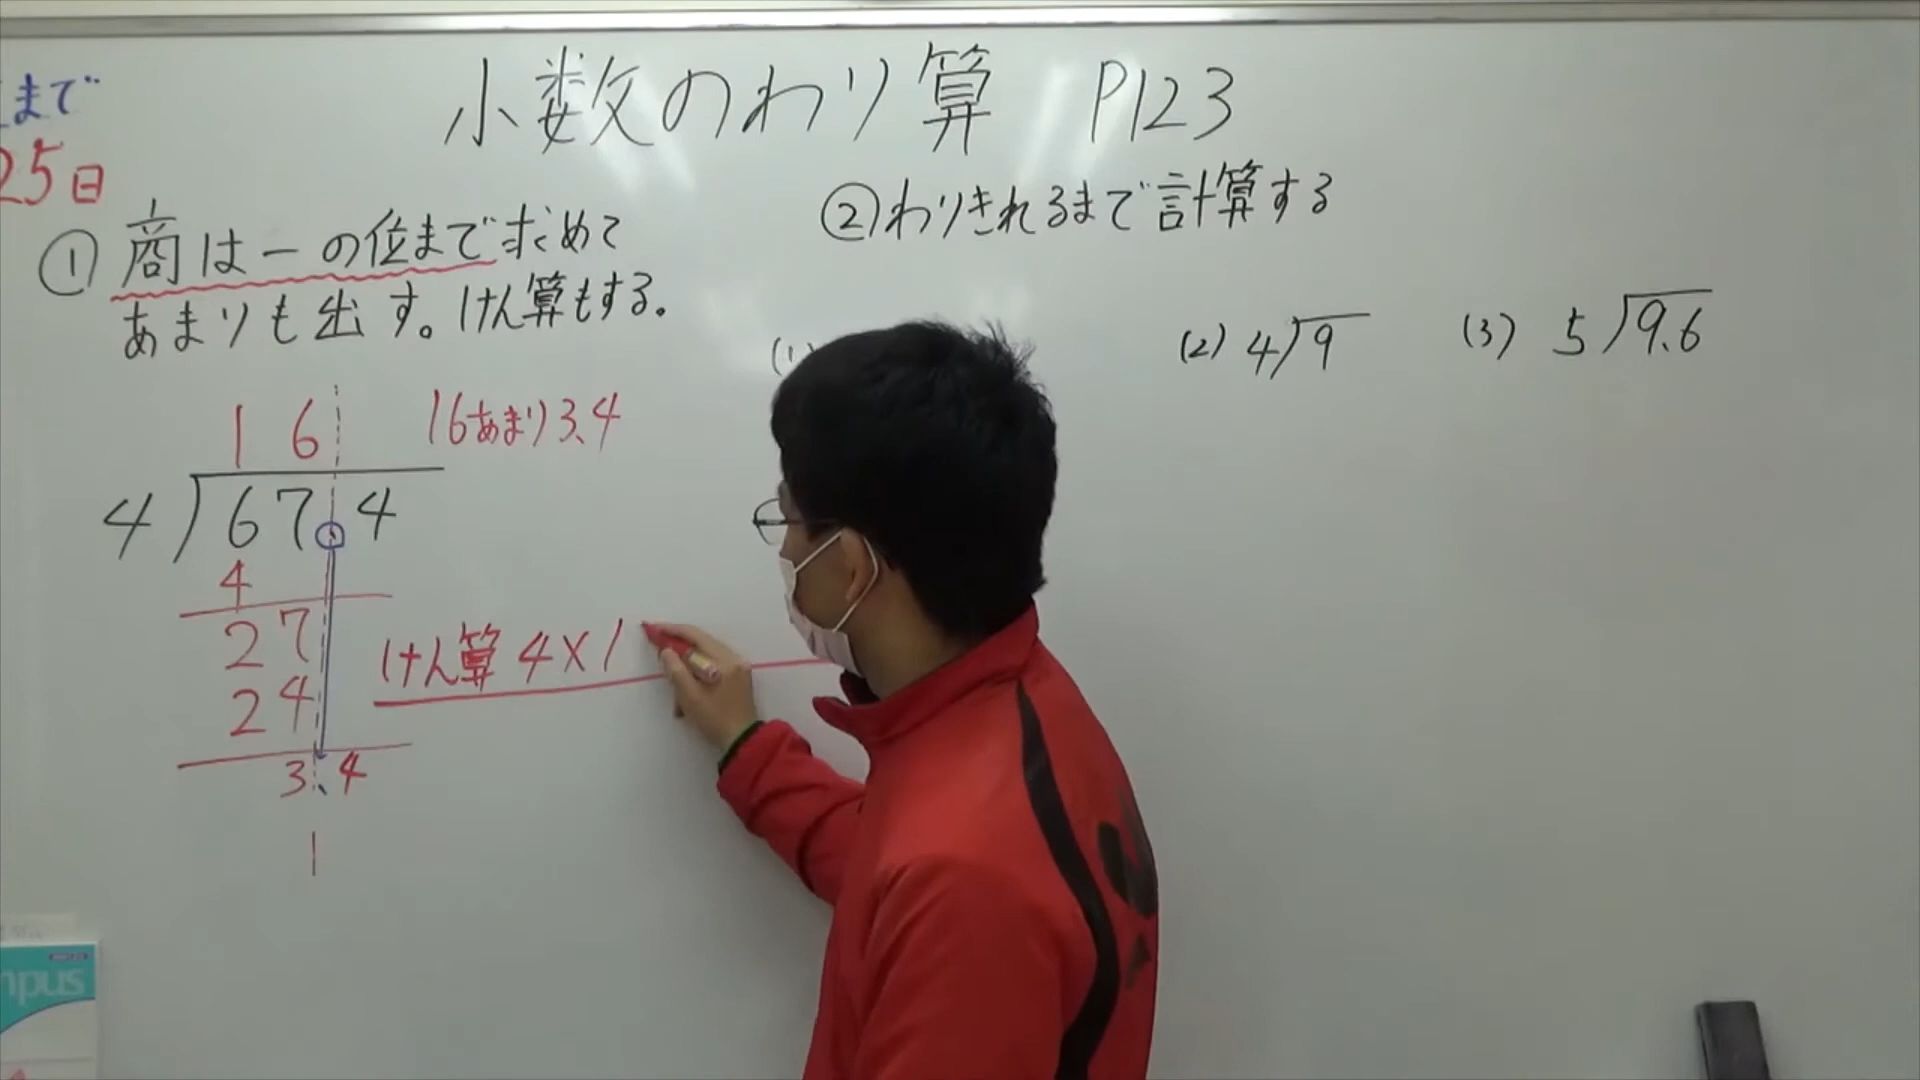 小数のわり算 P123
まで
25日
① 商は一の位まで求めて
あまりも出す。けん算もする。
②わりきれるまで計算する
(1)
(2) 4)9
(3) 5)9.6
16
16あまり3.4
4)67.4
4
27
24
3.4
1
けん算 4×1
mpus